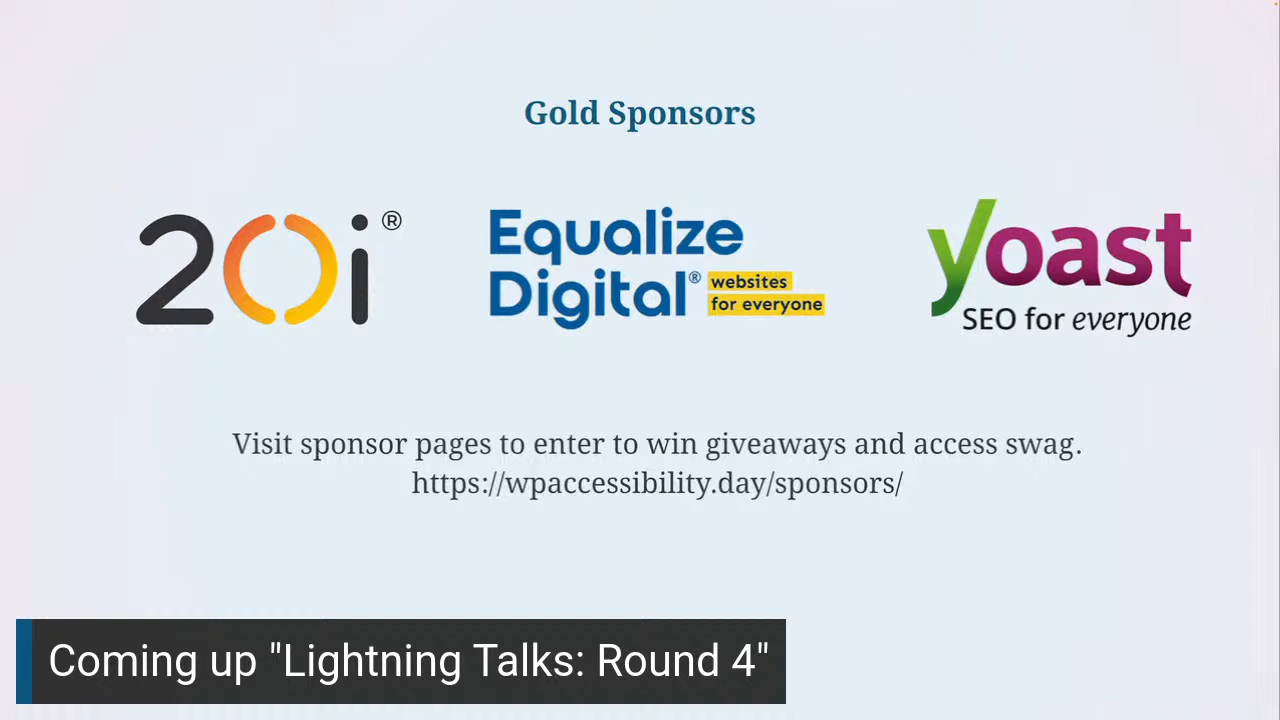 Gold Sponsors
20i®
Equalize
Digital® websites
for everyone
yoast
SEO for everyone
Visit sponsor pages to enter to win giveaways and access swag.
https://wpaccessibility.day/sponsors/
Coming up "Lightning Talks: Round 4"